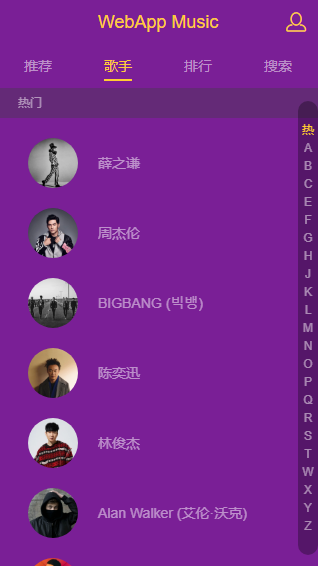 WebApp Music
推荐 歌手 排行 搜索
热门
热
薛之谦
A
B
C
E
周杰伦
F
G
H
J
BIGBANG (빅뱅)
K
L
M
N
陈奕迅
O
P
Q
R
林俊杰
S
T
W
X
Alan Walker (艾伦·沃克)
Y
Z